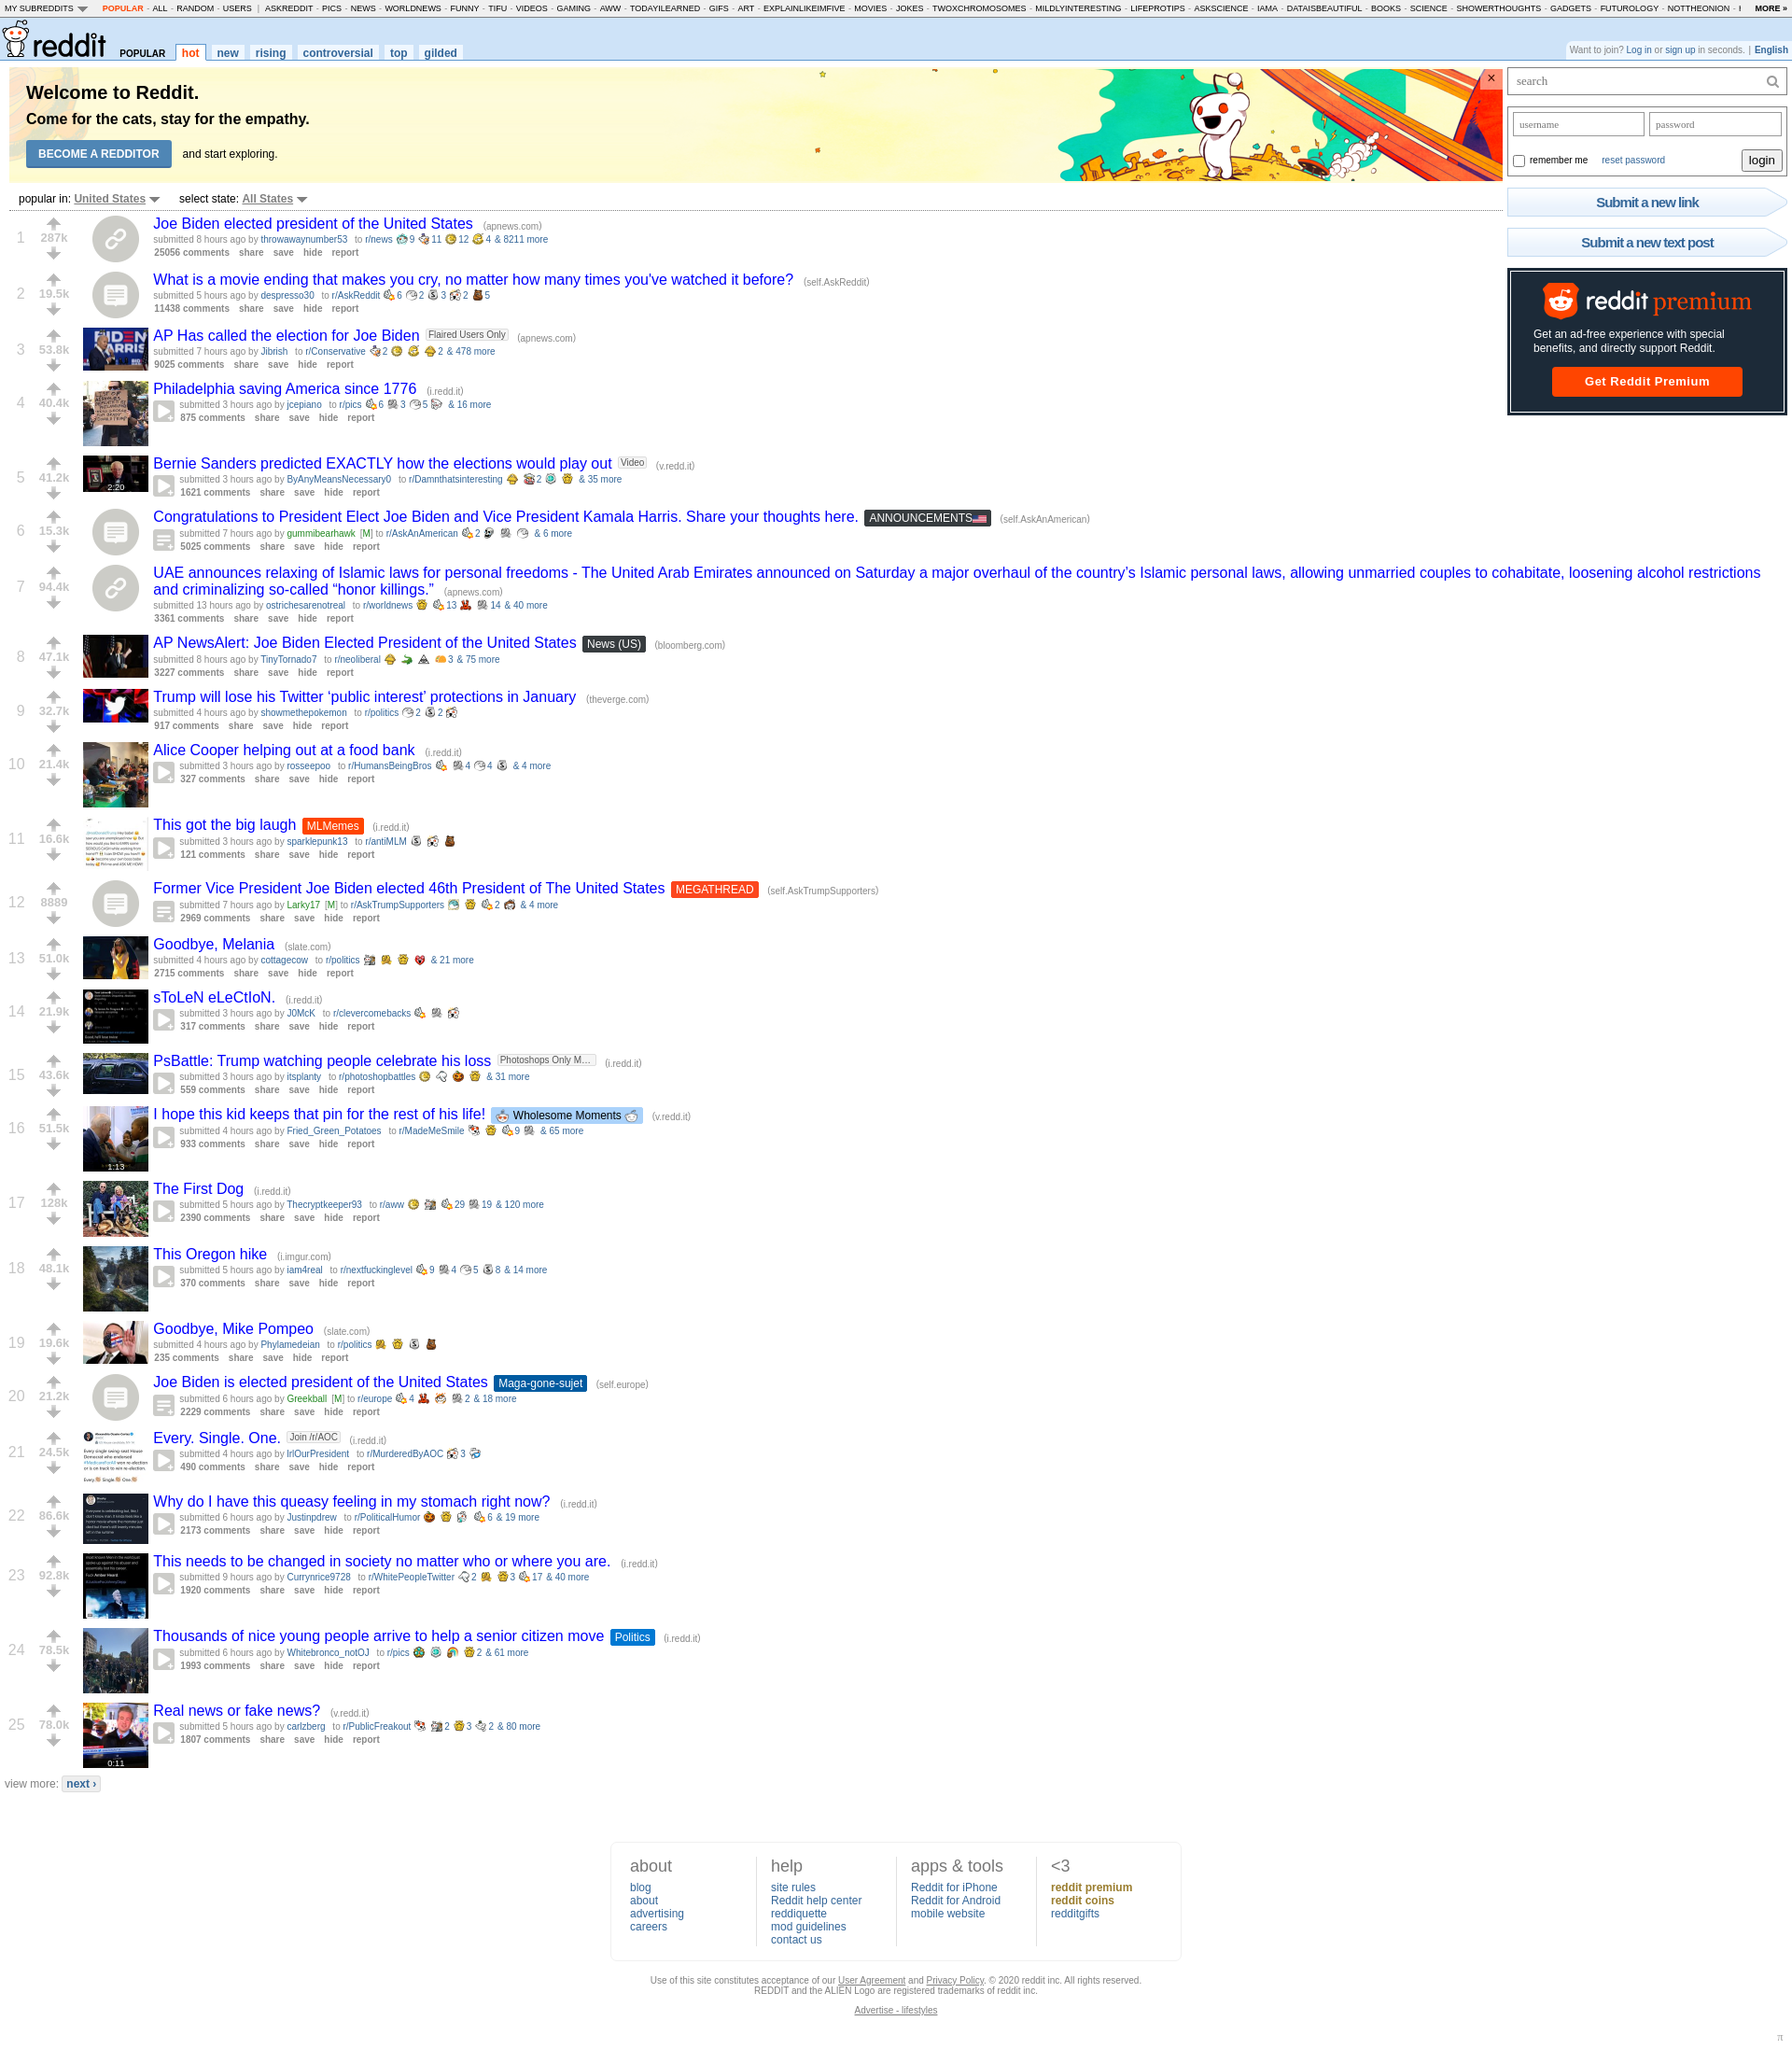 MY SUBREDDITS POPULAR - ALL - RANDOM - USERS | ASKREDDIT - PICS - NEWS - WORLDNEWS - FUNNY - TIFU - VIDEOS - GAMING - AWW - TODAYILEARNED - GIFS - ART - EXPLAINLIKEIMFIVE - MOVIES - JOKES - TWOXCHROMOSOMES - MILDLYINTERESTING - LIFEPROTIPS - ASKSCIENCE - IAMA - DATAISBEAUTIFUL - BOOKS - SCIENCE - SHOWERTHOUGHTS - GADGETS - FUTUROLOGY - NOTTHEONION - MORE »
reddit POPULAR hot new rising controversial top gilded
Want to join? Log in or sign up in seconds. | English
Welcome to Reddit.
Come for the cats, stay for the empathy.
BECOME A REDDITOR and start exploring.
×
search
username password
remember me reset password login
Submit a new link
Submit a new text post
reddit premium
Get an ad-free experience with special
benefits, and directly support Reddit.
Get Reddit Premium
popular in: United States select state: All States
1 287k Joe Biden elected president of the United States (apnews.com)
submitted 8 hours ago by throwawaynumber53 to r/news 9 11 12 4 & 8211 more
25056 comments share save hide report
2 19.5k What is a movie ending that makes you cry, no matter how many times you've watched it before? (self.AskReddit)
submitted 5 hours ago by despresso30 to r/AskReddit 6 2 3 2 5
11438 comments share save hide report
3 53.8k AP Has called the election for Joe Biden Flaired Users Only (apnews.com)
submitted 7 hours ago by Jibrish to r/Conservative 2 2 & 478 more
9025 comments share save hide report
4 40.4k Philadelphia saving America since 1776 (i.redd.it)
submitted 3 hours ago by jcepiano to r/pics 6 3 5 & 16 more
875 comments share save hide report
5 41.2k Bernie Sanders predicted EXACTLY how the elections would play out Video (v.redd.it)
2:20
submitted 3 hours ago by ByAnyMeansNecessary0 to r/Damnthatsinteresting 2 & 35 more
1621 comments share save hide report
6 15.3k Congratulations to President Elect Joe Biden and Vice President Kamala Harris. Share your thoughts here. ANNOUNCEMENTS (self.AskAnAmerican)
submitted 7 hours ago by gummibearhawk [M] to r/AskAnAmerican 2 & 6 more
5025 comments share save hide report
7 94.4k UAE announces relaxing of Islamic laws for personal freedoms - The United Arab Emirates announced on Saturday a major overhaul of the country’s Islamic personal laws, allowing unmarried couples to cohabitate, loosening alcohol restrictions
and criminalizing so-called “honor killings.” (apnews.com)
submitted 13 hours ago by ostrichesarenotreal to r/worldnews 13 14 & 40 more
3361 comments share save hide report
8 47.1k AP NewsAlert: Joe Biden Elected President of the United States News (US) (bloomberg.com)
submitted 8 hours ago by TinyTornado7 to r/neoliberal 3 & 75 more
3227 comments share save hide report
9 32.7k Trump will lose his Twitter ‘public interest’ protections in January (theverge.com)
submitted 4 hours ago by showmethepokemon to r/politics 2 2
917 comments share save hide report
10 21.4k Alice Cooper helping out at a food bank (i.redd.it)
submitted 3 hours ago by rosseepoo to r/HumansBeingBros 4 4 & 4 more
327 comments share save hide report
11 16.6k This got the big laugh MLMemes (i.redd.it)
submitted 3 hours ago by sparklepunk13 to r/antiMLM
121 comments share save hide report
12 8889 Former Vice President Joe Biden elected 46th President of The United States MEGATHREAD (self.AskTrumpSupporters)
submitted 7 hours ago by Larky17 [M] to r/AskTrumpSupporters 2 & 4 more
2969 comments share save hide report
13 51.0k Goodbye, Melania (slate.com)
submitted 4 hours ago by cottagecow to r/politics & 21 more
2715 comments share save hide report
14 21.9k sToLeN eLeCtIoN. (i.redd.it)
submitted 3 hours ago by J0McK to r/clevercomebacks
317 comments share save hide report
15 43.6k PsBattle: Trump watching people celebrate his loss Photoshops Only M… (i.redd.it)
submitted 3 hours ago by itsplanty to r/photoshopbattles & 31 more
559 comments share save hide report
16 51.5k I hope this kid keeps that pin for the rest of his life! Wholesome Moments (v.redd.it)
submitted 4 hours ago by Fried_Green_Potatoes to r/MadeMeSmile 9 & 65 more
933 comments share save hide report
1:13
17 128k The First Dog (i.redd.it)
submitted 5 hours ago by Thecryptkeeper93 to r/aww 29 19 & 120 more
2390 comments share save hide report
18 48.1k This Oregon hike (i.imgur.com)
submitted 5 hours ago by iam4real to r/nextfuckinglevel 9 4 5 8 & 14 more
370 comments share save hide report
19 19.6k Goodbye, Mike Pompeo (slate.com)
submitted 4 hours ago by Phylamedeian to r/politics
235 comments share save hide report
20 21.2k Joe Biden is elected president of the United States Maga-gone-sujet (self.europe)
submitted 6 hours ago by Greekball [M] to r/europe 4 2 & 18 more
2229 comments share save hide report
21 24.5k Every. Single. One. Join /r/AOC (i.redd.it)
submitted 4 hours ago by IrlOurPresident to r/MurderedByAOC 3
490 comments share save hide report
22 86.6k Why do I have this queasy feeling in my stomach right now? (i.redd.it)
submitted 6 hours ago by Justinpdrew to r/PoliticalHumor 6 & 19 more
2173 comments share save hide report
23 92.8k This needs to be changed in society no matter who or where you are. (i.redd.it)
submitted 9 hours ago by Currynrice9728 to r/WhitePeopleTwitter 2 3 17 & 40 more
1920 comments share save hide report
24 78.5k Thousands of nice young people arrive to help a senior citizen move Politics (i.redd.it)
submitted 6 hours ago by Whitebronco_notOJ to r/pics 2 & 61 more
1993 comments share save hide report
25 78.0k Real news or fake news? (v.redd.it)
submitted 5 hours ago by carlzberg to r/PublicFreakout 2 3 2 & 80 more
1807 comments share save hide report
0:11
view more: next ›
about help apps & tools <3
blog site rules Reddit for iPhone reddit premium
about Reddit help center Reddit for Android reddit coins
advertising reddiquette mobile website redditgifts
careers mod guidelines
contact us
Use of this site constitutes acceptance of our User Agreement and Privacy Policy. © 2020 reddit inc. All rights reserved.
REDDIT and the ALIEN Logo are registered trademarks of reddit inc.
Advertise - lifestyles
π